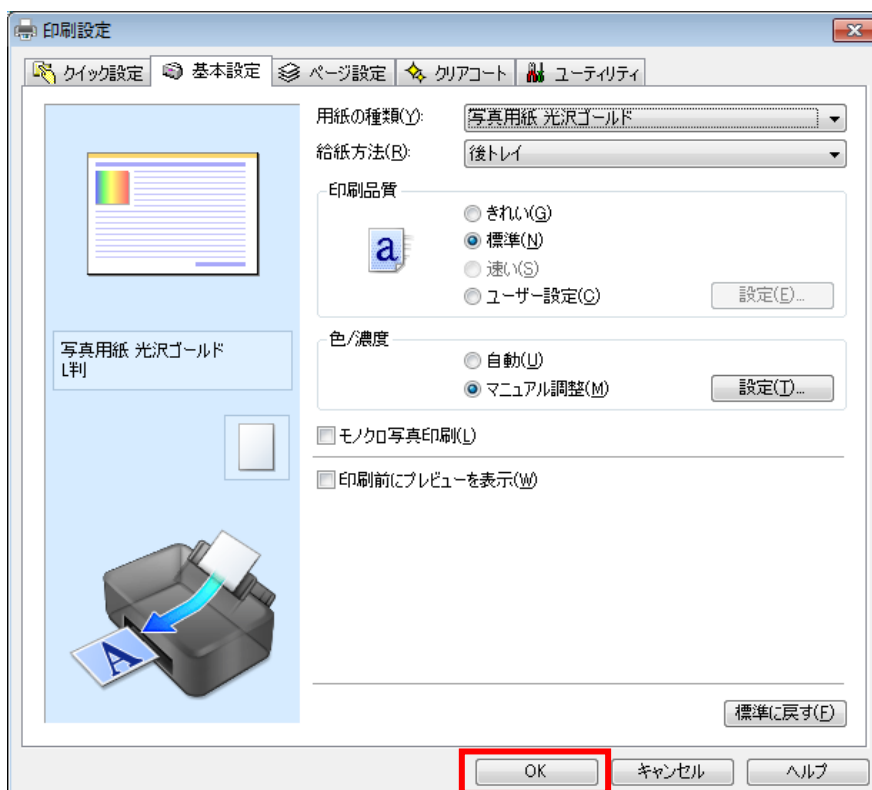 印刷設定
クイック設定 基本設定 ページ設定 クリアコート ユーティリティ
用紙の種類(Y): 写真用紙 光沢ゴールド
給紙方法(R): 後トレイ
印刷品質
a
きれい(G)
標準(N)
速い(S)
ユーザー設定(C) 設定(E)...
写真用紙 光沢ゴールド
L判
色/濃度
自動(U)
マニュアル調整(M) 設定(T)...
モノクロ写真印刷(L)
印刷前にプレビューを表示(W)
A
標準に戻す(F)
OK キャンセル ヘルプ